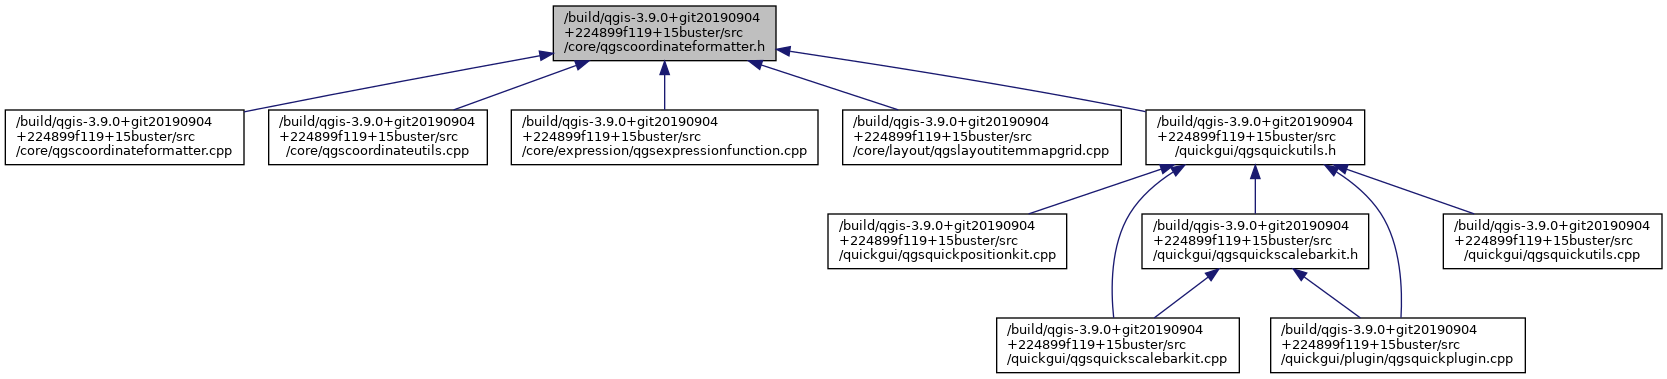 /build/qgis-3.9.0+git20190904
+224899f119+15buster/src
/core/qgscoordinateformatter.h
/build/qgis-3.9.0+git20190904
+224899f119+15buster/src
/core/qgscoordinateformatter.cpp
/build/qgis-3.9.0+git20190904
+224899f119+15buster/src
/core/qgscoordinateutils.cpp
/build/qgis-3.9.0+git20190904
+224899f119+15buster/src
/core/expression/qgsexpressionfunction.cpp
/build/qgis-3.9.0+git20190904
+224899f119+15buster/src
/core/layout/qgslayoutitemmapgrid.cpp
/build/qgis-3.9.0+git20190904
+224899f119+15buster/src
/quickgui/qgsquickutils.h
/build/qgis-3.9.0+git20190904
+224899f119+15buster/src
/quickgui/qgsquickpositionkit.cpp
/build/qgis-3.9.0+git20190904
+224899f119+15buster/src
/quickgui/qgsquickscalebarkit.h
/build/qgis-3.9.0+git20190904
+224899f119+15buster/src
/quickgui/qgsquickutils.cpp
/build/qgis-3.9.0+git20190904
+224899f119+15buster/src
/quickgui/qgsquickscalebarkit.cpp
/build/qgis-3.9.0+git20190904
+224899f119+15buster/src
/quickgui/plugin/qgsquickplugin.cpp